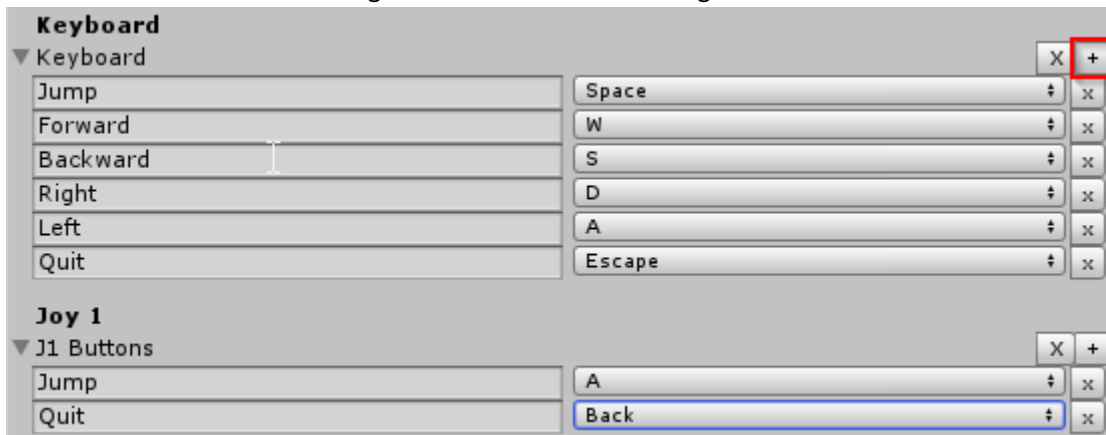 Keyboard
Keyboard X +
Jump Space x
Forward W x
Backward S x
Right D x
Left A x
Quit Escape x
Joy 1
J1 Buttons X +
Jump A x
Quit Back x